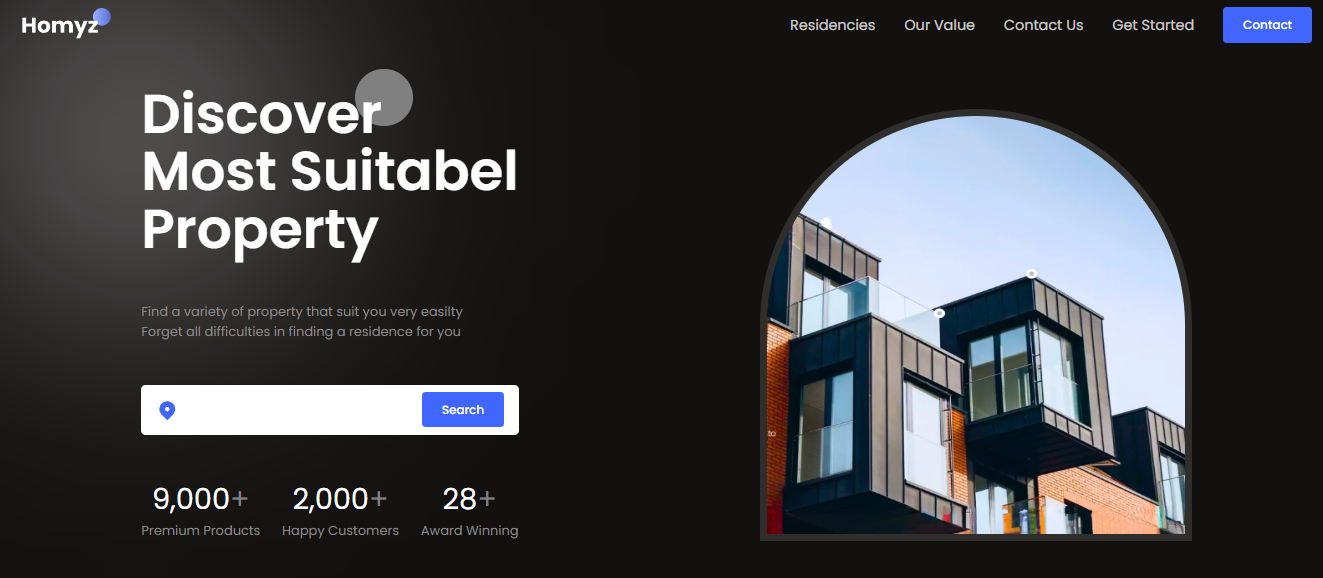 Homyz
Residencies
Our Value
Contact Us
Get Started
Contact
Discover
Most Suitabel
Property
Find a variety of property that suit you very easilty
Forget all difficulties in finding a residence for you
Search
9,000+
2,000+
28+
Premium Products
Happy Customers
Award Winning
to